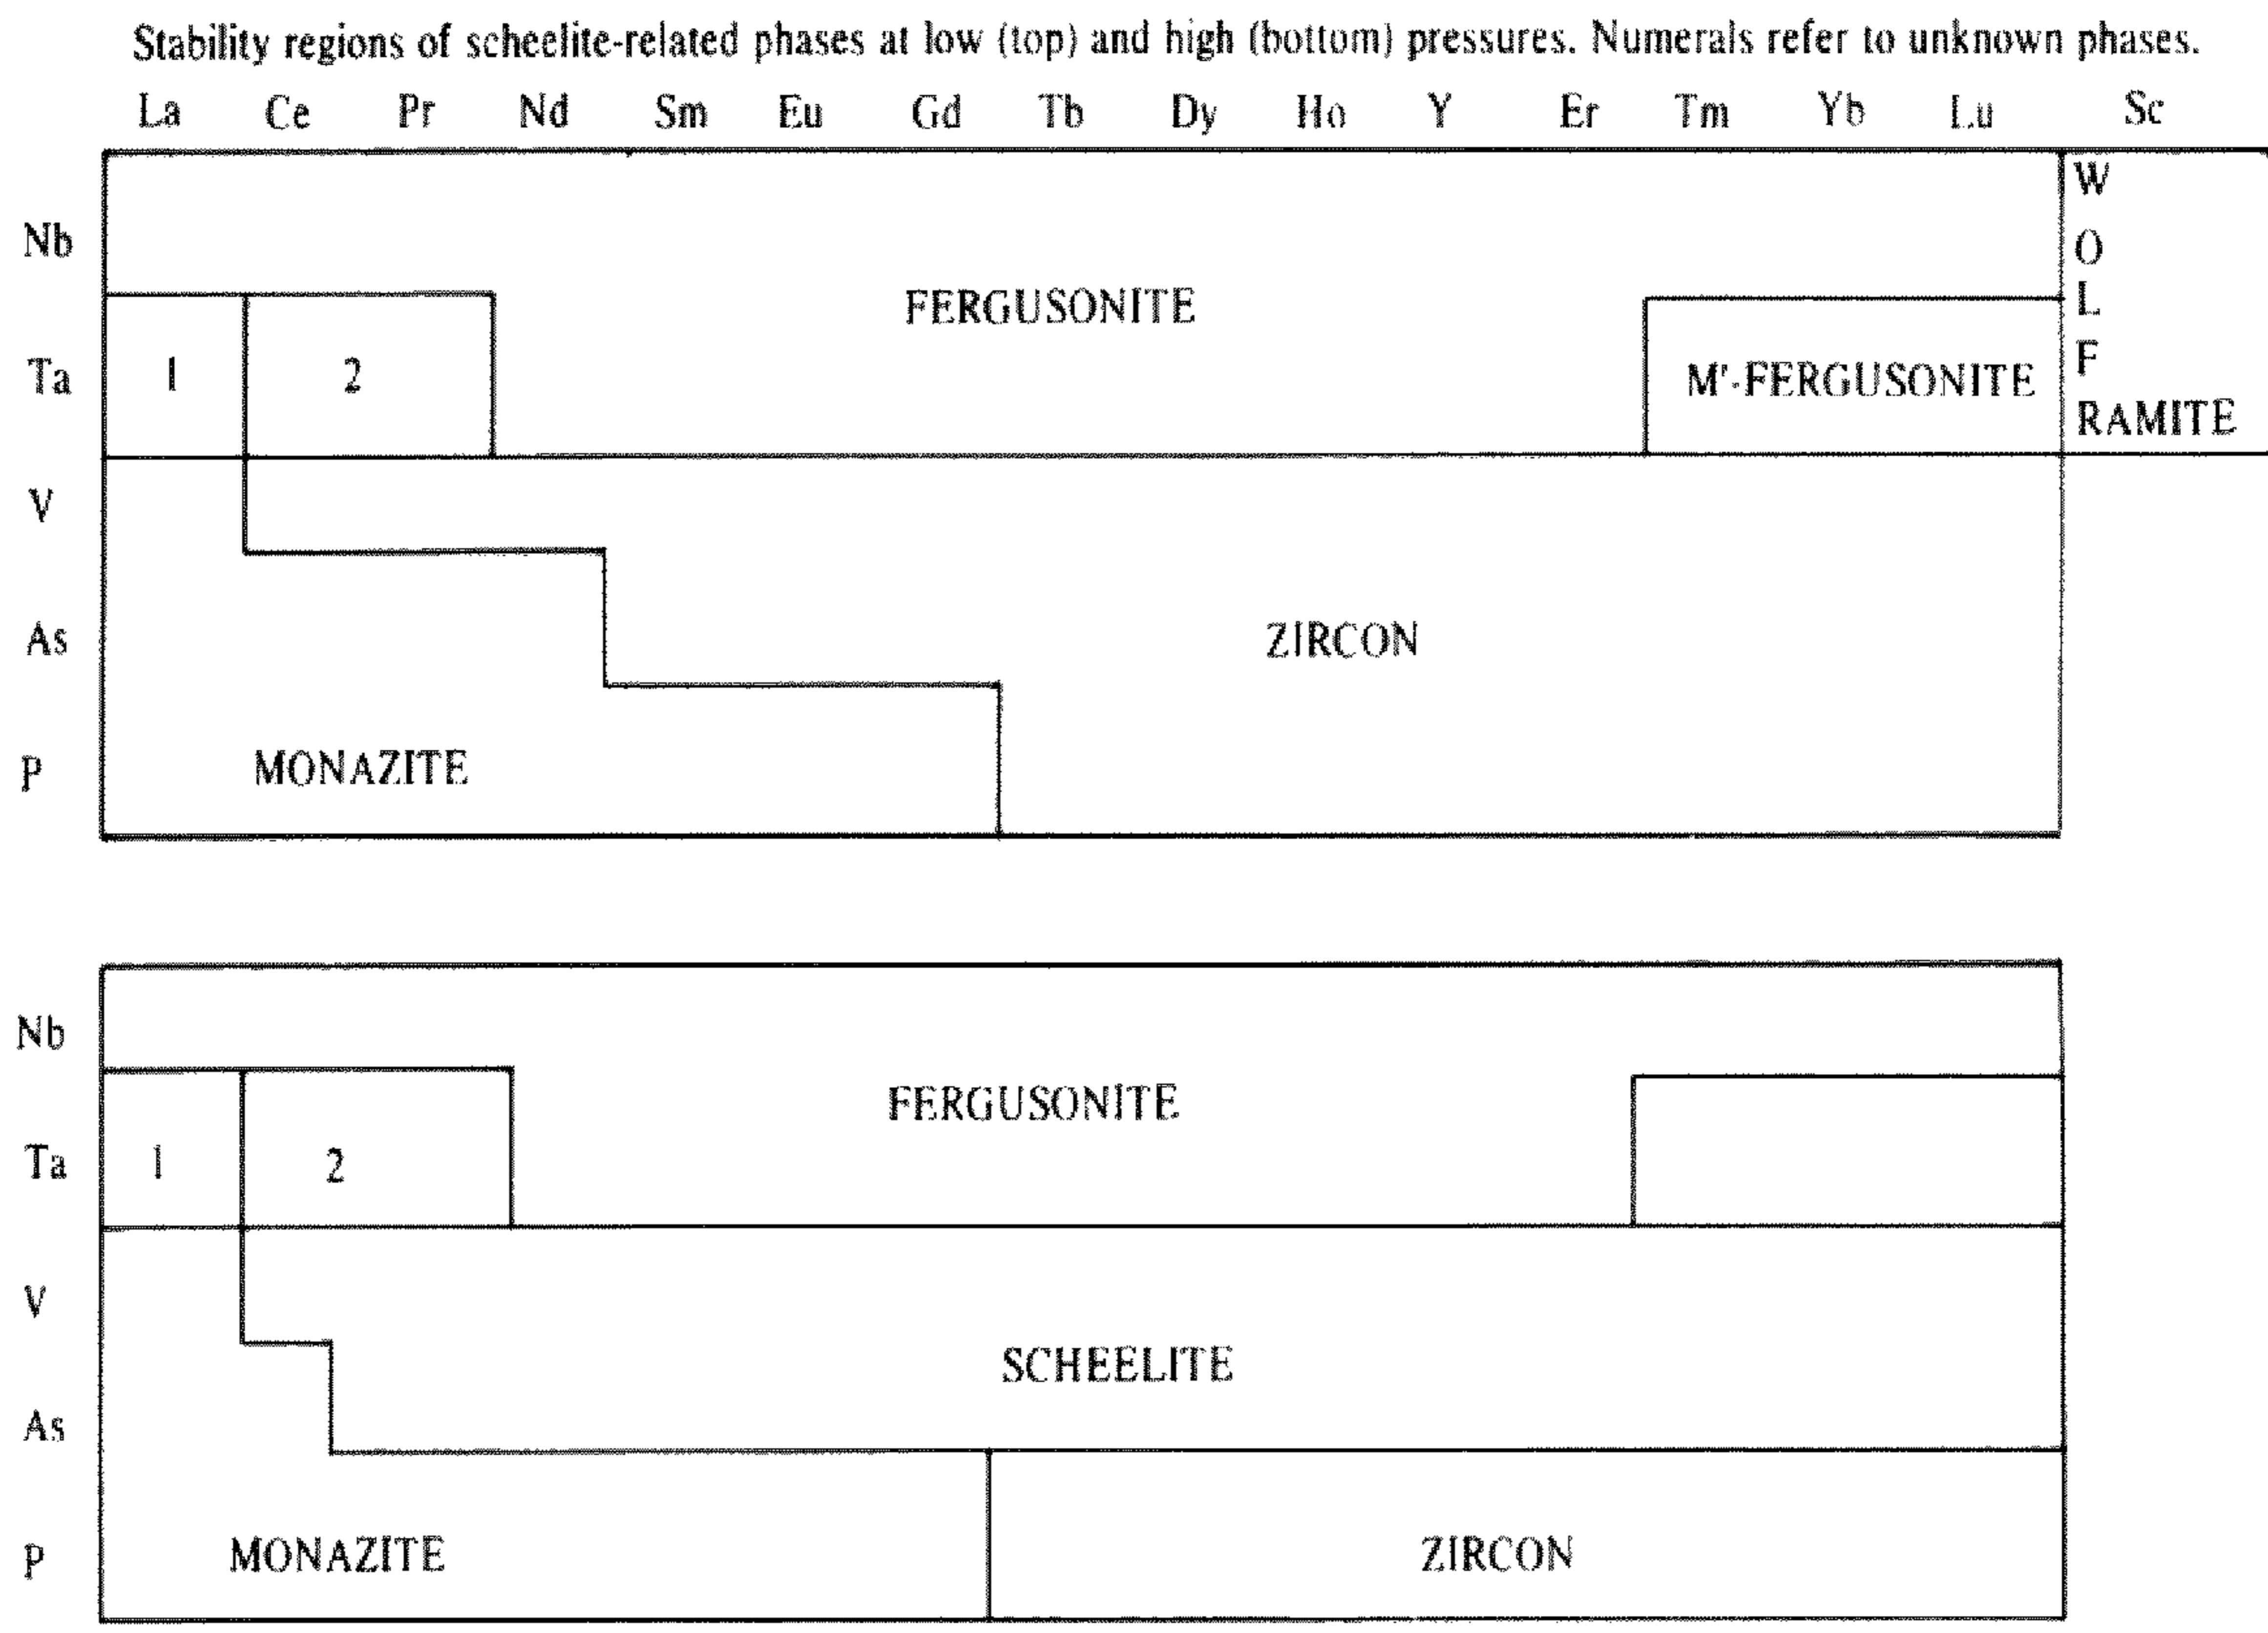 Stability regions of scheelite-related phases at low (top) and high (bottom) pressures. Numerals refer to unknown phases.
La Ce Pr Nd Sm Eu Gd Tb Dy Ho Y Er Tm Yb Lu Sc
W
Nb O
FERGUSONITE L
Ta 1 2 M'-FERGUSONITE F
RAMITE
V
As ZIRCON
P MONAZITE
Nb
FERGUSONITE
Ta 1 2
V
SCHEELITE
As
P MONAZITE ZIRCON